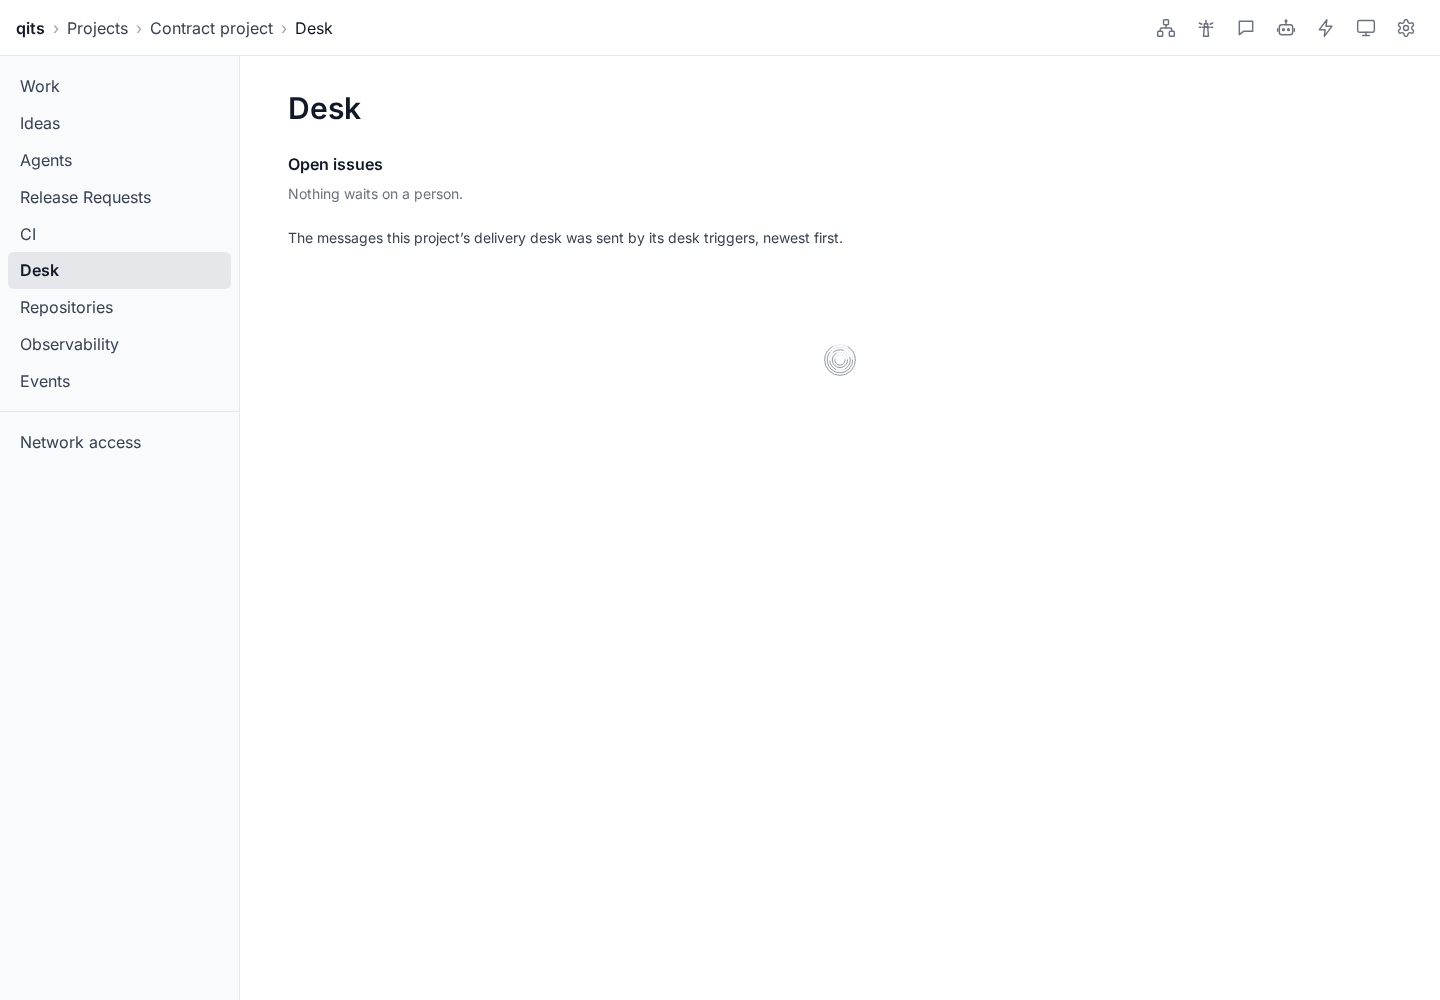 qits › Projects › Contract project › Desk
Work
Ideas
Agents
Release Requests
CI
Desk
Repositories
Observability
Events
Network access
Desk
Open issues
Nothing waits on a person.
The messages this project’s delivery desk was sent by its desk triggers, newest first.